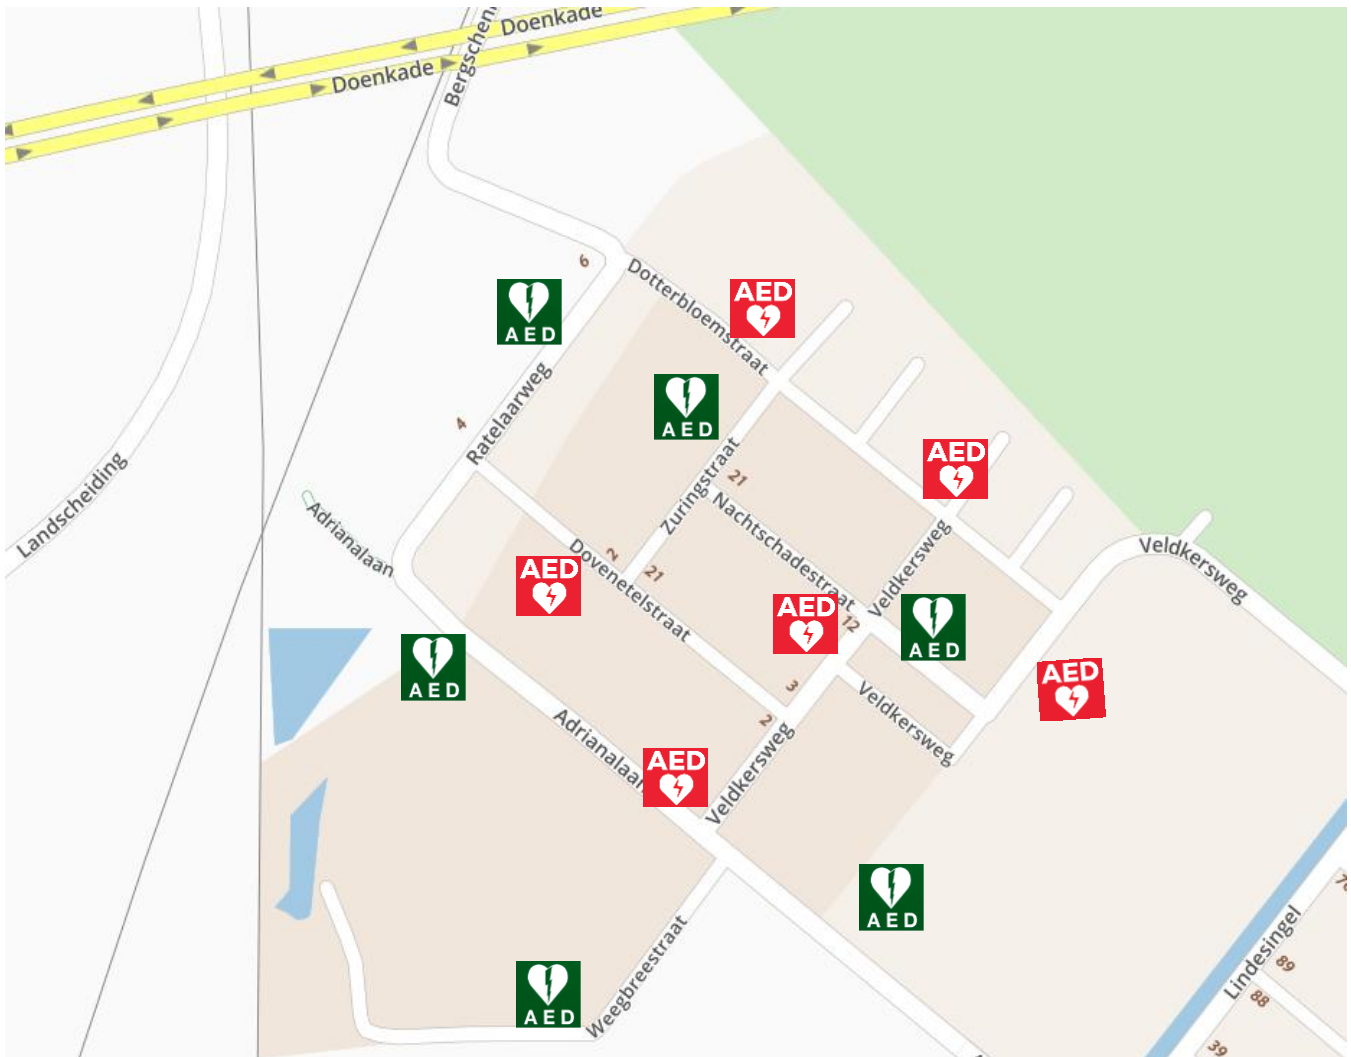 Doenkade
Doenkade
Bergschen
6
Dotterbloemstraat
AED
AED
Ratelaarweg
4
AED
Zuringstraat
21
AED
Landscheiding
Adrianalaan
Nachtschadestraat
Veldkersweg
Veldkersweg
2
21
Dovenetelstraat
AED
AED
12
AED
AED
AED
3
2
Veldkersweg
Adrianalaan
AED
Veldkersweg
AED
AED
Weegbreestraat
Lindesingel
89
88
39